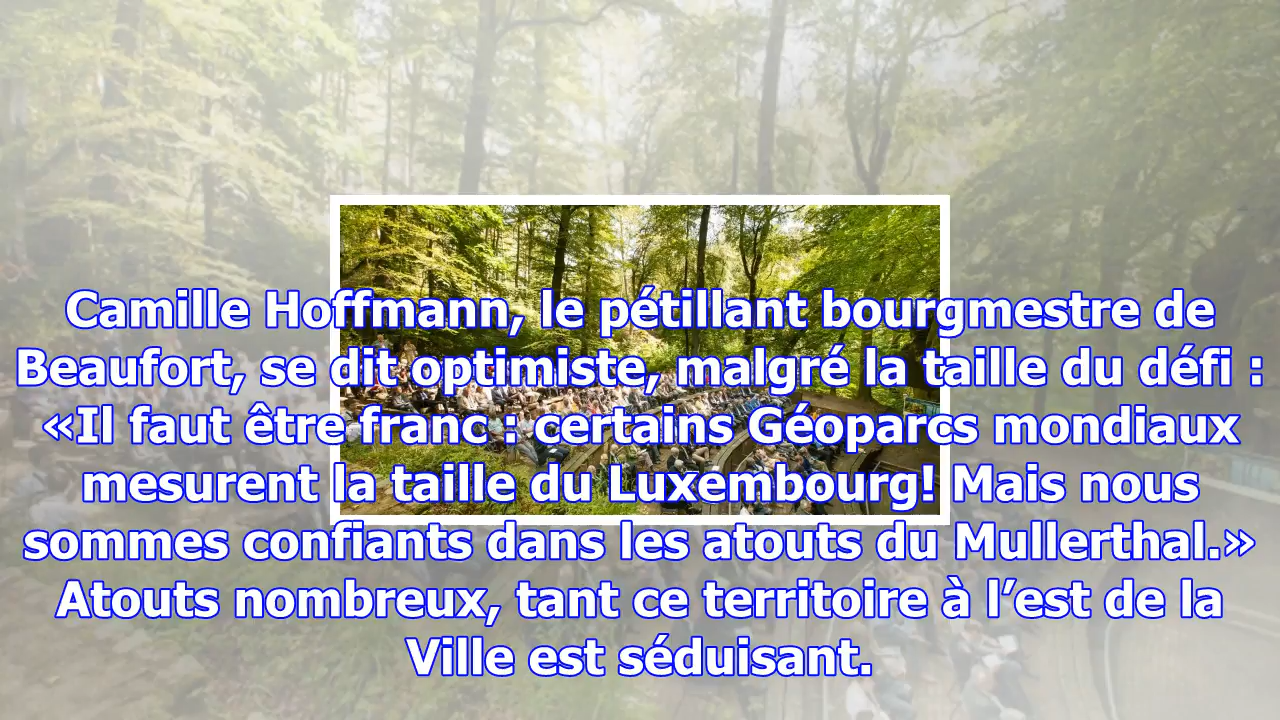 Camille Hoffmann, le pétillant bourgmestre de
Beaufort, se dit optimiste, malgré la taille du défi :
«Il faut être franc : certains Géoparcs mondiaux
mesurent la taille du Luxembourg! Mais nous
sommes confiants dans les atouts du Mullerthal.»
Atouts nombreux, tant ce territoire à l’est de la
Ville est séduisant.